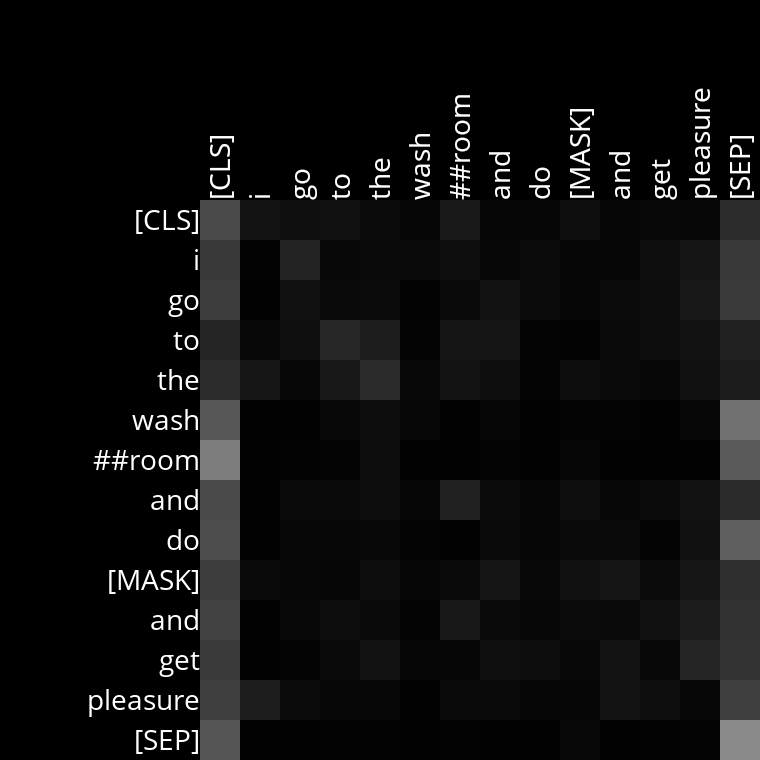 [CLS] i go to the wash ##room and do [MASK] and get pleasure [SEP]
[CLS]
i
go
to
the
wash
##room
and
do
[MASK]
and
get
pleasure
[SEP]